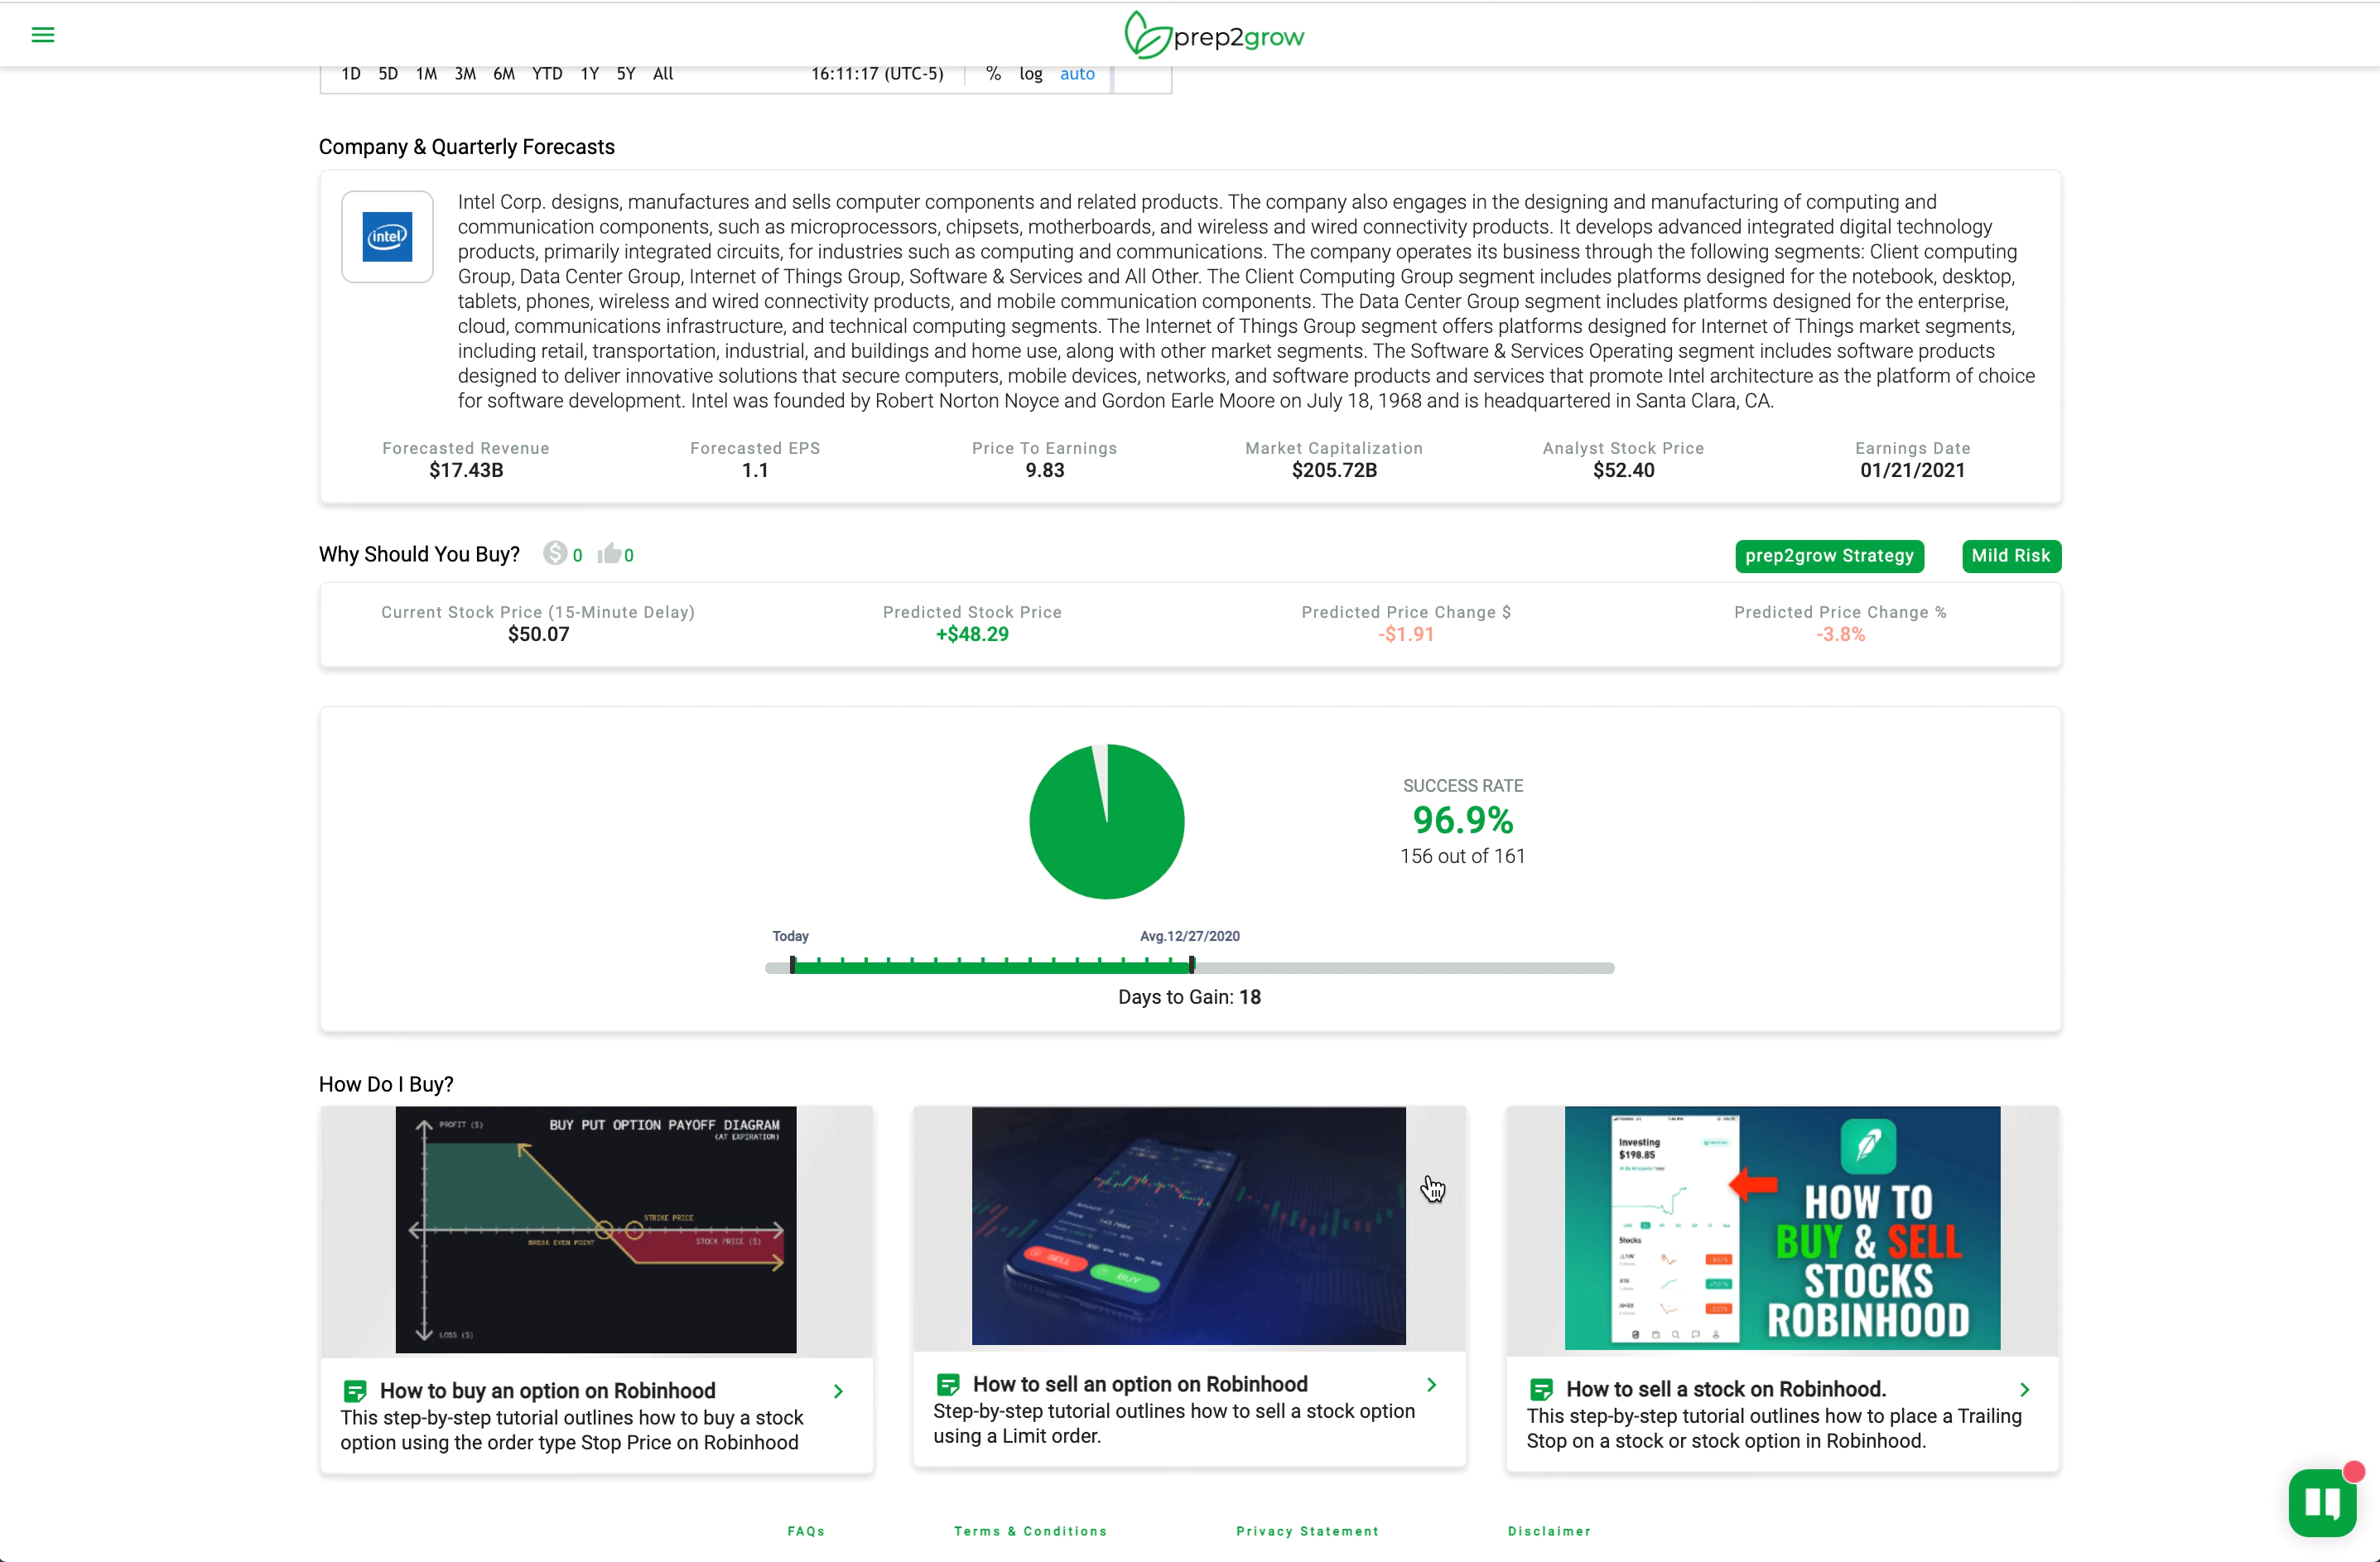 prep2grow
1D 5D 1M 3M 6M YTD 1Y 5Y All 16:11:17 (UTC-5) % log auto
Company & Quarterly Forecasts
intel
Intel Corp. designs, manufactures and sells computer components and related products. The company also engages in the designing and manufacturing of computing and
communication components, such as microprocessors, chipsets, motherboards, and wireless and wired connectivity products. It develops advanced integrated digital technology
products, primarily integrated circuits, for industries such as computing and communications. The company operates its business through the following segments: Client computing
Group, Data Center Group, Internet of Things Group, Software & Services and All Other. The Client Computing Group segment includes platforms designed for the notebook, desktop,
tablets, phones, wireless and wired connectivity products, and mobile communication components. The Data Center Group segment includes platforms designed for the enterprise,
cloud, communications infrastructure, and technical computing segments. The Internet of Things Group segment offers platforms designed for Internet of Things market segments,
including retail, transportation, industrial, and buildings and home use, along with other market segments. The Software & Services Operating segment includes software products
designed to deliver innovative solutions that secure computers, mobile devices, networks, and software products and services that promote Intel architecture as the platform of choice
for software development. Intel was founded by Robert Norton Noyce and Gordon Earle Moore on July 18, 1968 and is headquartered in Santa Clara, CA.
Forecasted Revenue Forecasted EPS Price To Earnings Market Capitalization Analyst Stock Price Earnings Date
$17.43B 1.1 9.83 $205.72B $52.40 01/21/2021
Why Should You Buy? $ 0 0 prep2grow Strategy Mild Risk
Current Stock Price (15-Minute Delay) Predicted Stock Price Predicted Price Change $ Predicted Price Change %
$50.07 +$48.29 -$1.91 -3.8%
SUCCESS RATE
96.9%
156 out of 161
Today Avg.12/27/2020
Days to Gain: 18
How Do I Buy?
PROFIT ($) BUY PUT OPTION PAYOFF DIAGRAM
(AT EXPIRATION)
STRIKE PRICE
BREAK EVEN POINT STOCK PRICE ($)
LOSS ($)
SELL
BUY
Investing
$198.85
Stocks
HOW TO
BUY & SELL
STOCKS
ROBINHOOD
How to buy an option on Robinhood
This step-by-step tutorial outlines how to buy a stock
option using the order type Stop Price on Robinhood
How to sell an option on Robinhood
Step-by-step tutorial outlines how to sell a stock option
using a Limit order.
How to sell a stock on Robinhood.
This step-by-step tutorial outlines how to place a Trailing
Stop on a stock or stock option in Robinhood.
FAQs Terms & Conditions Privacy Statement Disclaimer